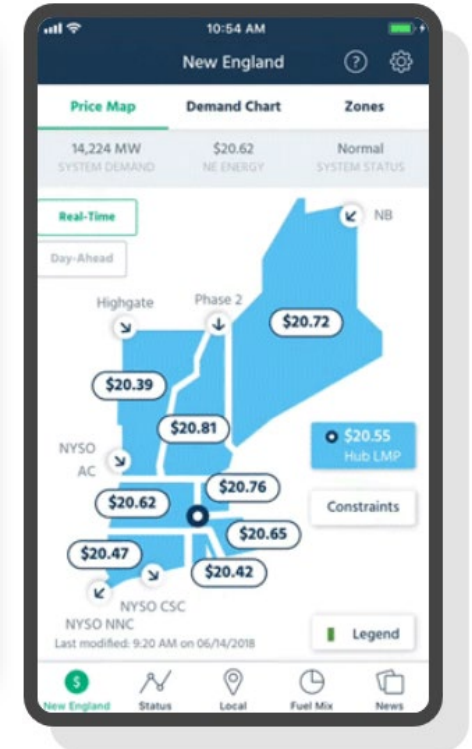 10:54 AM
New England
?
Price Map Demand Chart Zones
14,224 MW $20.62 Normal
SYSTEM DEMAND NE ENERGY SYSTEM STATUS
Real-Time
NB
Day-Ahead
Highgate Phase 2
$20.72
$20.39
$20.81
$20.55
Hub LMP
NYSO
AC
$20.76
$20.62
Constraints
$20.65
$20.47
$20.42
NYSO CSC
NYSO NNC
Last modified: 9:20 AM on 06/14/2018
Legend
$
New England Status Local Fuel Mix News